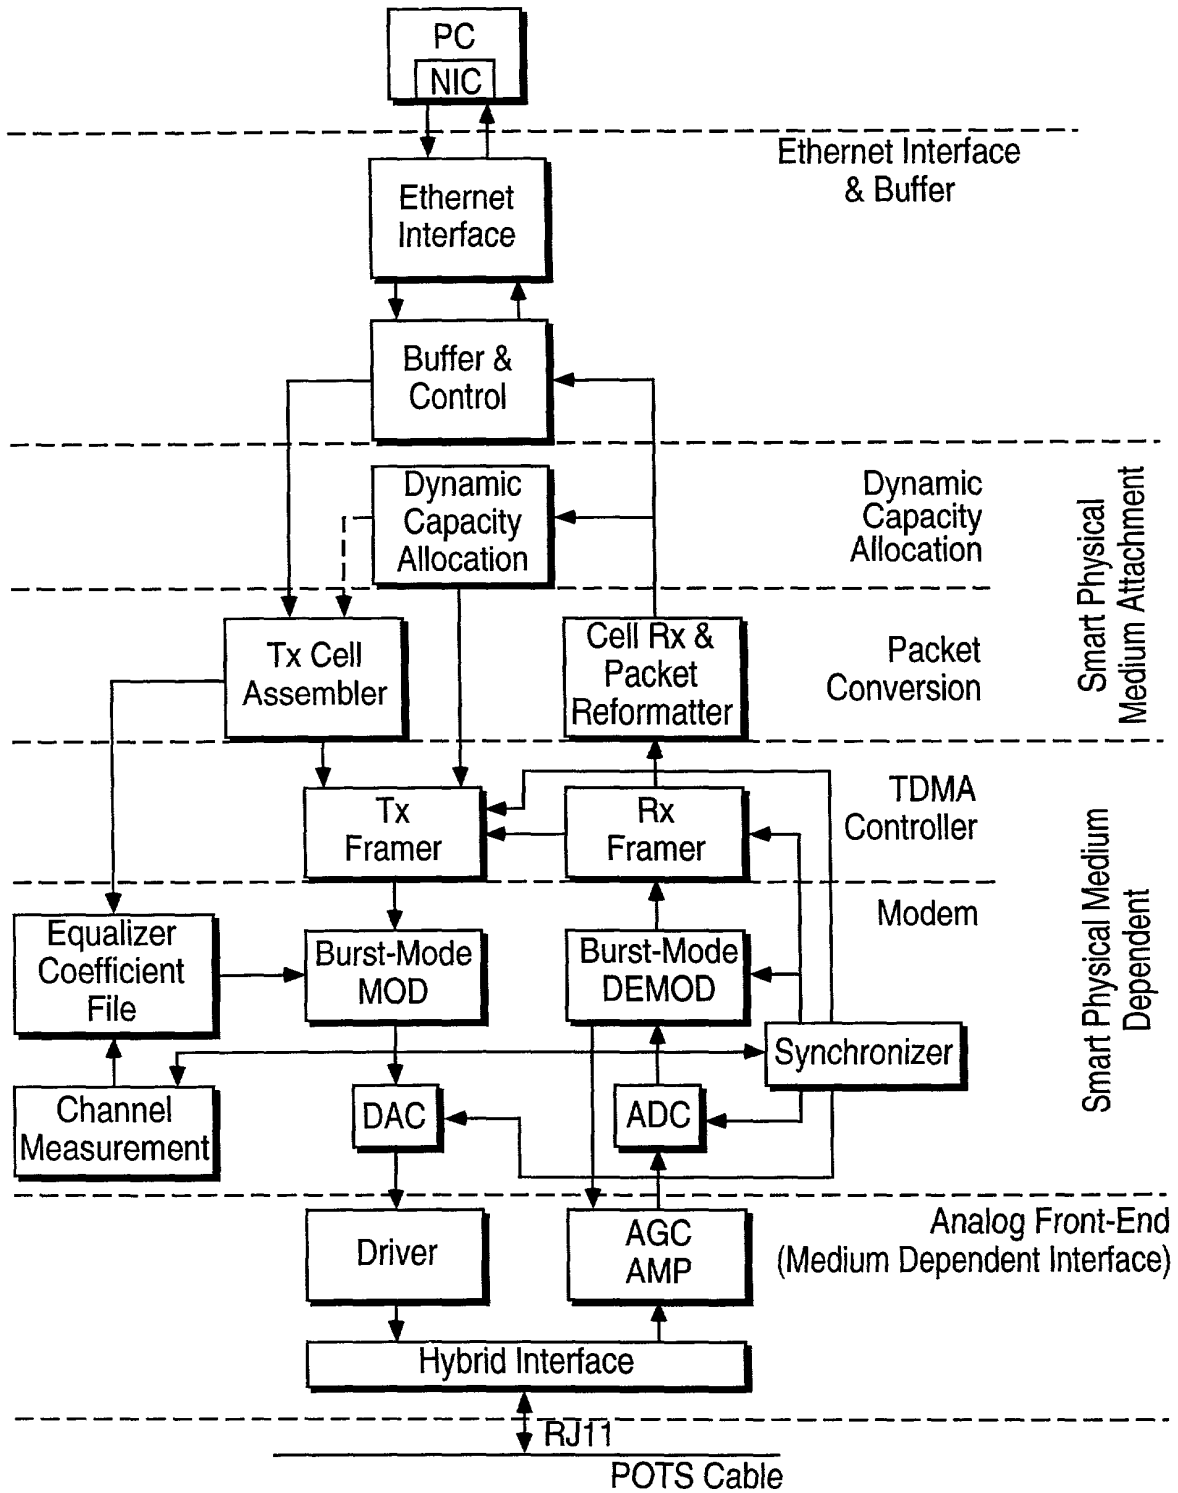 PC
NIC
Ethernet Interface
& Buffer
Ethernet
Interface
Buffer &
Control
Dynamic
Capacity
Allocation
Dynamic
Capacity
Allocation
Smart Physical
Medium Attachment
Tx Cell
Assembler
Cell Rx &
Packet
Reformatter
Packet
Conversion
Tx
Framer
Rx
Framer
TDMA
Controller
Smart Physical Medium
Dependent
Modem
Equalizer
Coefficient
File
Burst-Mode
MOD
Burst-Mode
DEMOD
Synchronizer
Channel
Measurement
DAC
ADC
Driver
AGC
AMP
Analog Front-End
(Medium Dependent Interface)
Hybrid Interface
RJ11
POTS Cable